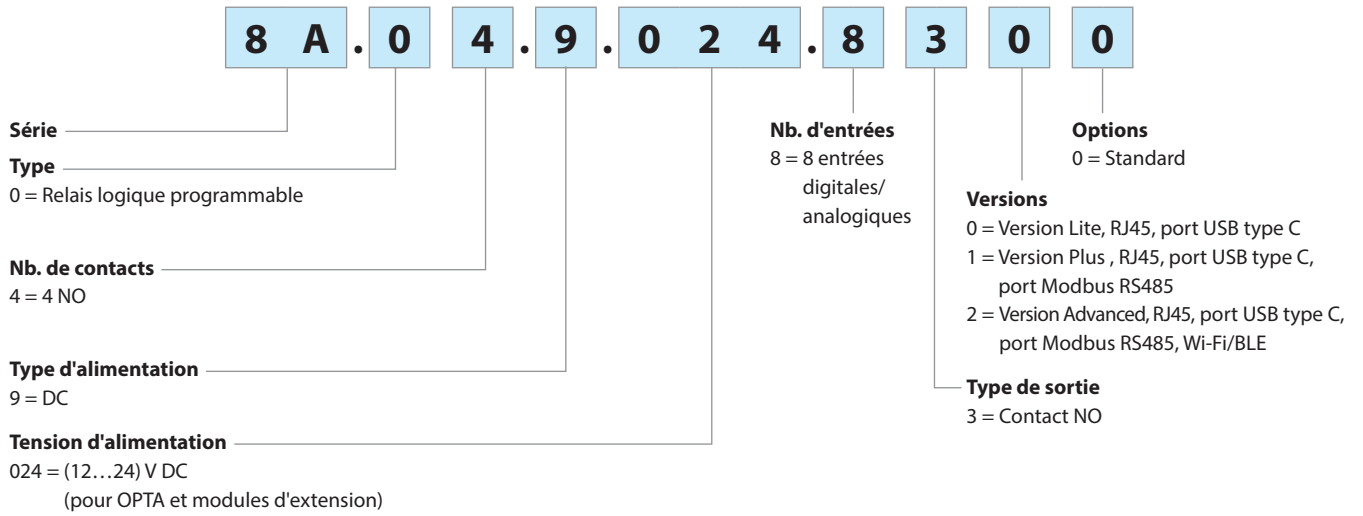 8 A . 0 4 . 9 . 0 2 4 . 8 3 0 0
Série
Type
0 = Relais logique programmable
Nb. de contacts
4 = 4 NO
Type d'alimentation
9 = DC
Tension d'alimentation
024 = (12…24) V DC
(pour OPTA et modules d'extension)
Nb. d'entrées
8 = 8 entrées
digitales/
analogiques
Options
0 = Standard
Versions
0 = Version Lite, RJ45, port USB type C
1 = Version Plus , RJ45, port USB type C,
port Modbus RS485
2 = Version Advanced, RJ45, port USB type C,
port Modbus RS485, Wi-Fi/BLE
Type de sortie
3 = Contact NO